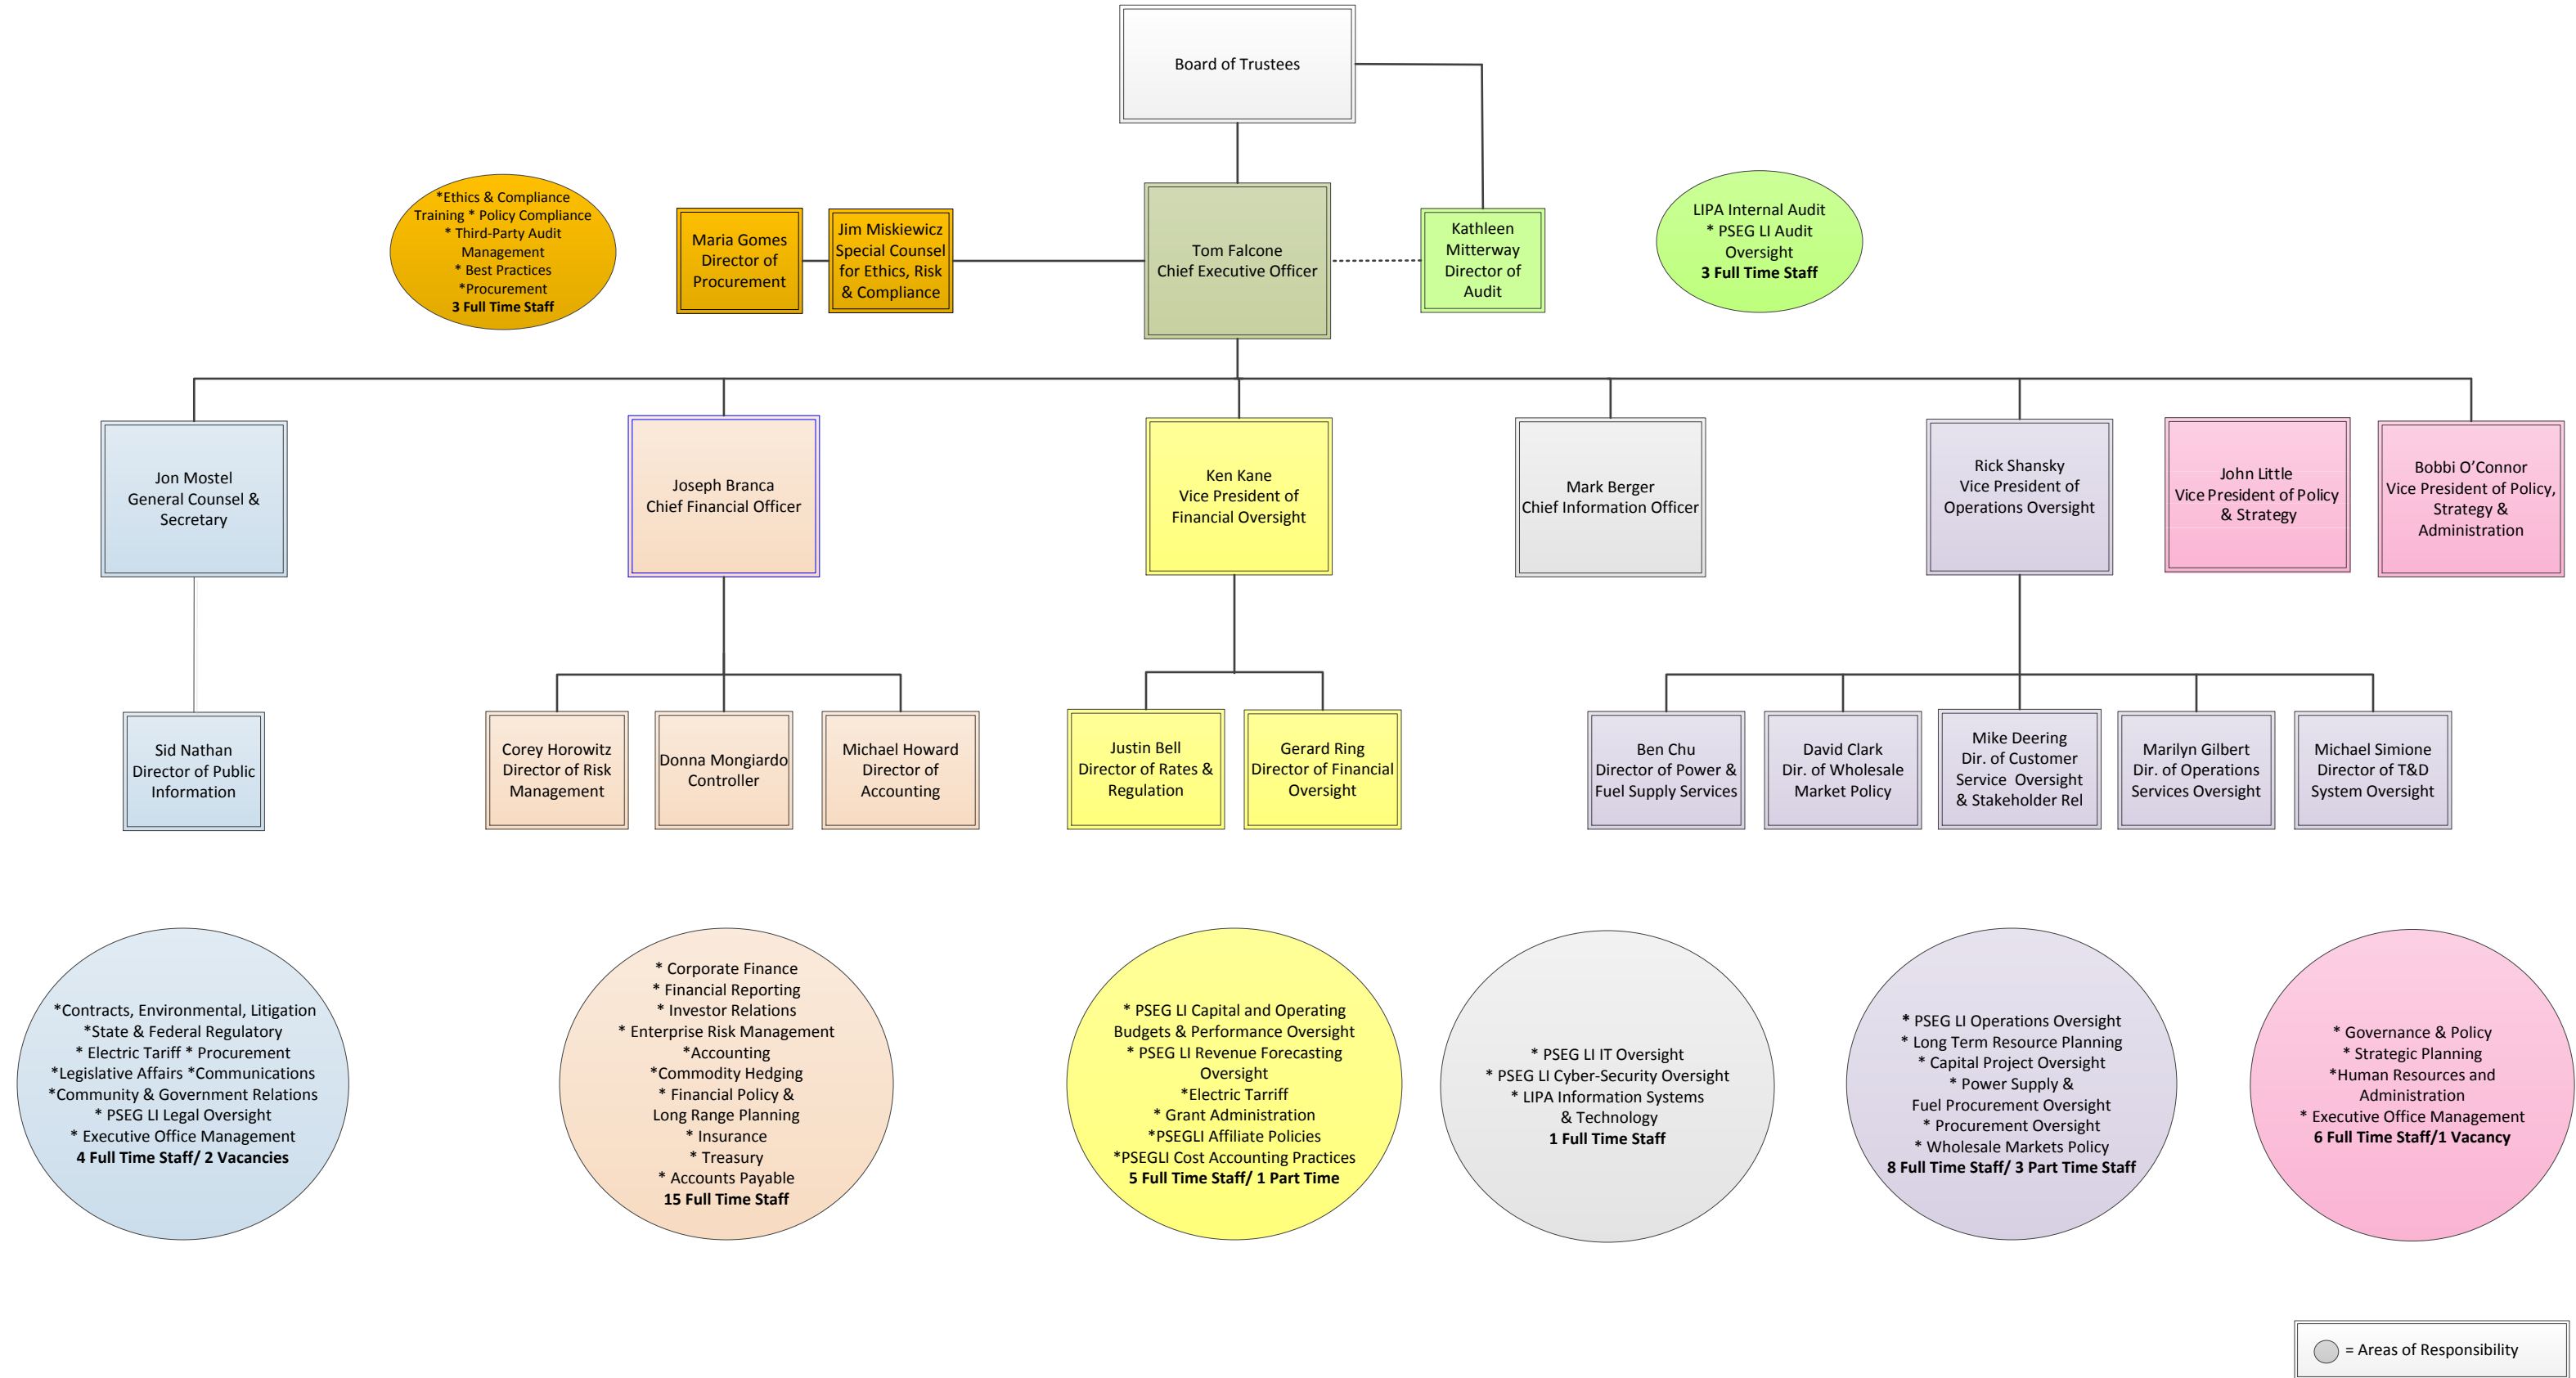 Board of Trustees
*Ethics & Compliance
Training * Policy Compliance
* Third-Party Audit
Management
* Best Practices
*Procurement
3 Full Time Staff
Maria Gomes
Director of
Procurement
Jim Miskiewicz
Special Counsel
for Ethics, Risk
& Compliance
Tom Falcone
Chief Executive Officer
Kathleen
Mitterway
Director of
Audit
LIPA Internal Audit
* PSEG LI Audit
Oversight
3 Full Time Staff
Jon Mostel
General Counsel &
Secretary
Joseph Branca
Chief Financial Officer
Ken Kane
Vice President of
Financial Oversight
Mark Berger
Chief Information Officer
Rick Shansky
Vice President of
Operations Oversight
John Little
Vice President of Policy
& Strategy
Bobbi O’Connor
Vice President of Policy,
Strategy &
Administration
Sid Nathan
Director of Public
Information
Corey Horowitz
Director of Risk
Management
Donna Mongiardo
Controller
Michael Howard
Director of
Accounting
Justin Bell
Director of Rates &
Regulation
Gerard Ring
Director of Financial
Oversight
Ben Chu
Director of Power &
Fuel Supply Services
David Clark
Dir. of Wholesale
Market Policy
Mike Deering
Dir. of Customer
Service Oversight
& Stakeholder Rel
Marilyn Gilbert
Dir. of Operations
Services Oversight
Michael Simione
Director of T&D
System Oversight
*Contracts, Environmental, Litigation
*State & Federal Regulatory
* Electric Tariff * Procurement
*Legislative Affairs *Communications
*Community & Government Relations
* PSEG LI Legal Oversight
* Executive Office Management
4 Full Time Staff/ 2 Vacancies
* Corporate Finance
* Financial Reporting
* Investor Relations
* Enterprise Risk Management
*Accounting
*Commodity Hedging
* Financial Policy &
Long Range Planning
* Insurance
* Treasury
* Accounts Payable
15 Full Time Staff
* PSEG LI Capital and Operating
Budgets & Performance Oversight
* PSEG LI Revenue Forecasting
Oversight
*Electric Tarriff
* Grant Administration
*PSEGLI Affiliate Policies
*PSEGLI Cost Accounting Practices
5 Full Time Staff/ 1 Part Time
* PSEG LI IT Oversight
* PSEG LI Cyber-Security Oversight
* LIPA Information Systems
& Technology
1 Full Time Staff
* PSEG LI Operations Oversight
* Long Term Resource Planning
* Capital Project Oversight
* Power Supply &
Fuel Procurement Oversight
* Procurement Oversight
* Wholesale Markets Policy
8 Full Time Staff/ 3 Part Time Staff
* Governance & Policy
* Strategic Planning
*Human Resources and
Administration
* Executive Office Management
6 Full Time Staff/1 Vacancy
= Areas of Responsibility